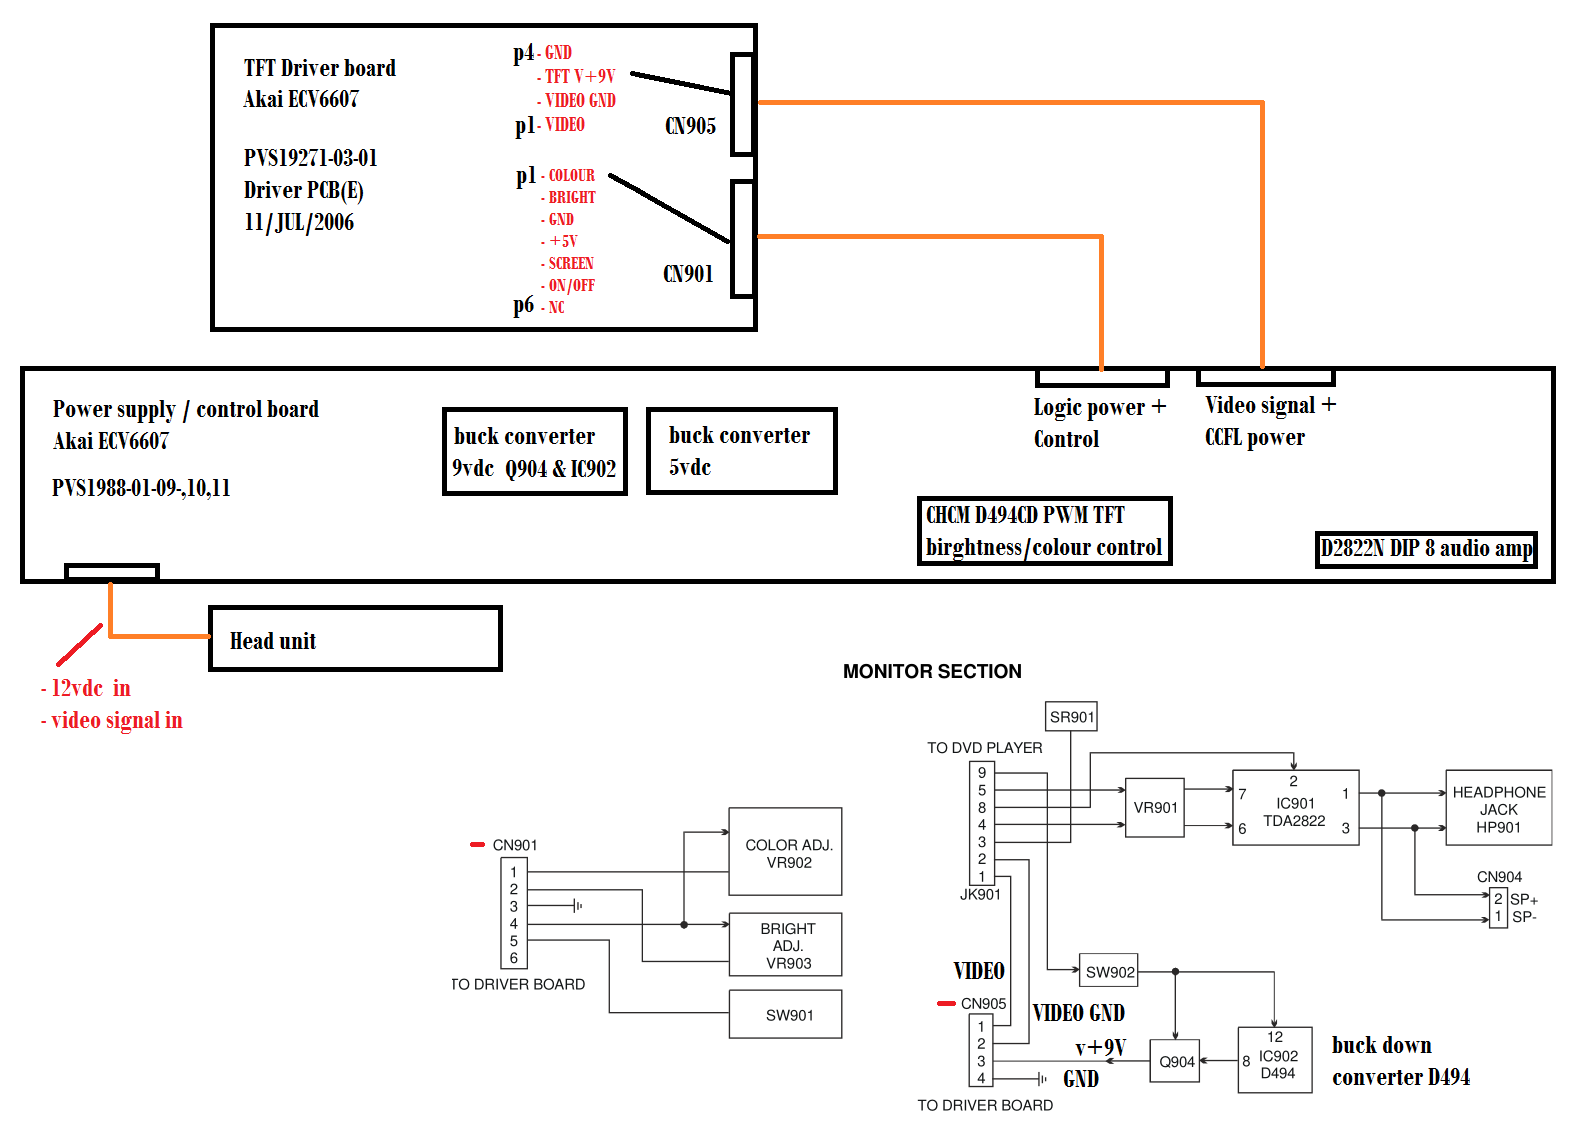 TFT Driver board
Akai ECV6607
PVS19271-03-01
Driver PCB(E)
11/JUL/2006
p4 - GND
- TFT V+9V
- VIDEO GND
p1 - VIDEO
CN905
p1 - COLOUR
- BRIGHT
- GND
- +5V
- SCREEN
- ON/OFF
p6 - NC
CN901
Power supply / control board
Akai ECV6607
PVS1988-01-09-,10,11
buck converter
9vdc Q904 & IC902
buck converter
5vdc
Logic power +
Control
Video signal +
CCFL power
CHCM D494CD PWM TFT
birghtness/colour control
D2822N DIP 8 audio amp
Head unit
- 12vdc in
- video signal in
MONITOR SECTION
CN901
1
2
3
4
5
6
TO DRIVER BOARD
COLOR ADJ.
VR902
BRIGHT
ADJ.
VR903
SW901
SR901
TO DVD PLAYER
9
5
8
4
3
2
1
JK901
VR901
2
7
6
IC901
TDA2822
1
3
HEADPHONE
JACK
HP901
CN904
2 SP+
1 SP-
VIDEO
VIDEO GND
SW902
CN905
1
2
3
4
v+9V
GND
TO DRIVER BOARD
Q904
12
8
IC902
D494
buck down
converter D494